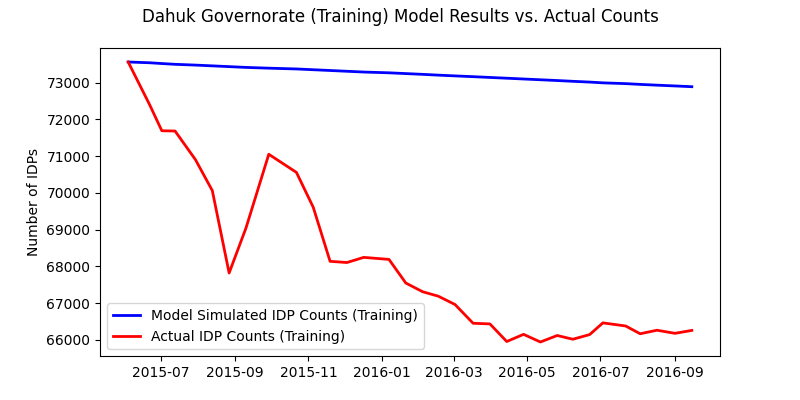 Dahuk Governorate (Training) Model Results vs. Actual Counts
Number of IDPs
73000
72000
71000
70000
69000
68000
67000
66000
Model Simulated IDP Counts (Training)
Actual IDP Counts (Training)
2015-07 2015-09 2015-11 2016-01 2016-03 2016-05 2016-07 2016-09